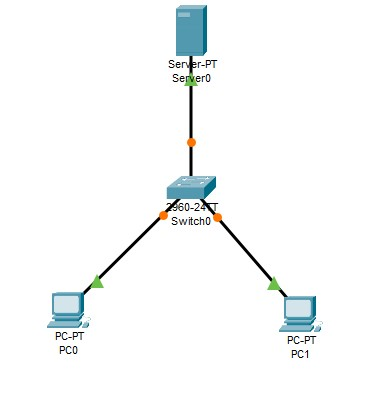 Server-PT
Server0
2960-24TT
Switch0
PC-PT
PC0
PC-PT
PC1